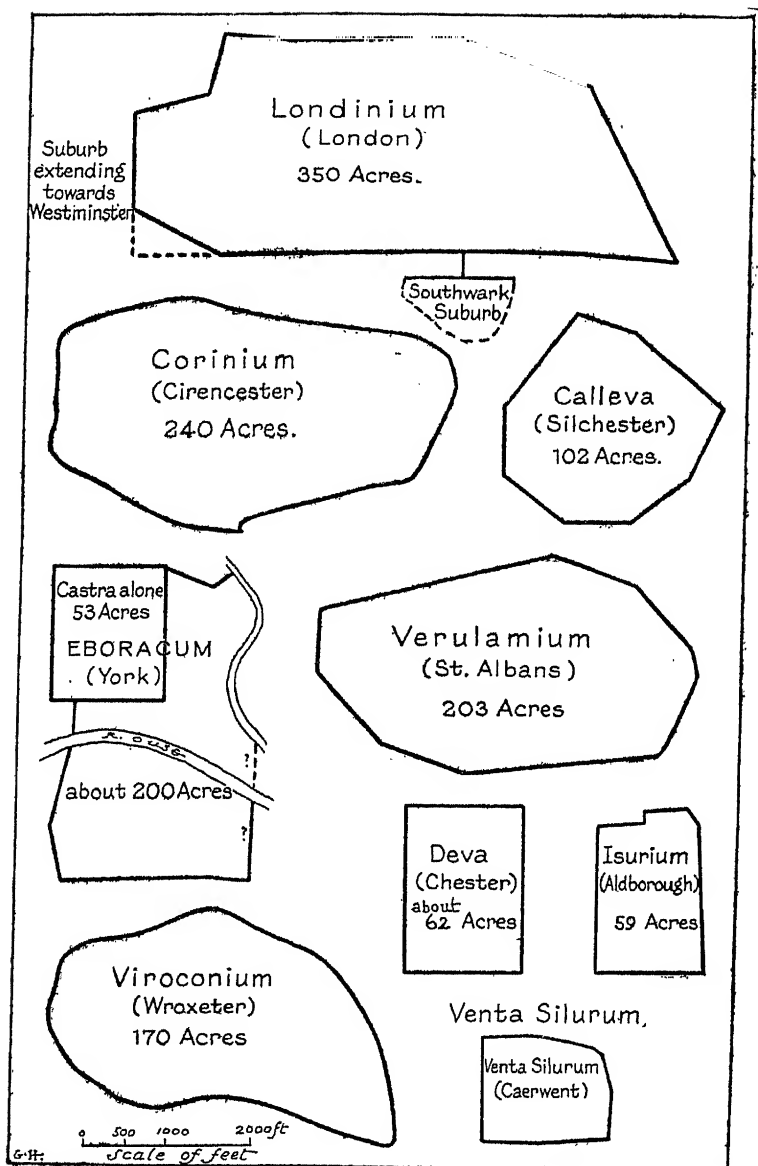 Londinium
(London)
350 Acres.
Suburb
extending
towards
Westminster
Southwark
Suburb
Corinium
(Cirencester)
240 Acres.
Calleva
(Silchester)
102 Acres.
Castra alone
53 Acres
EBORACUM
(York)
R. OUSE
about 200 Acres
?
?
Verulamium
(St. Albans)
203 Acres
Deva
(Chester)
about
62 Acres
Isurium
(Aldborough)
59 Acres
Viroconium
(Wroxeter)
170 Acres
Venta Silurum,
Venta Silurum
(Caerwent)
0 500 1000 2000ft
Scale of feet
G.H.